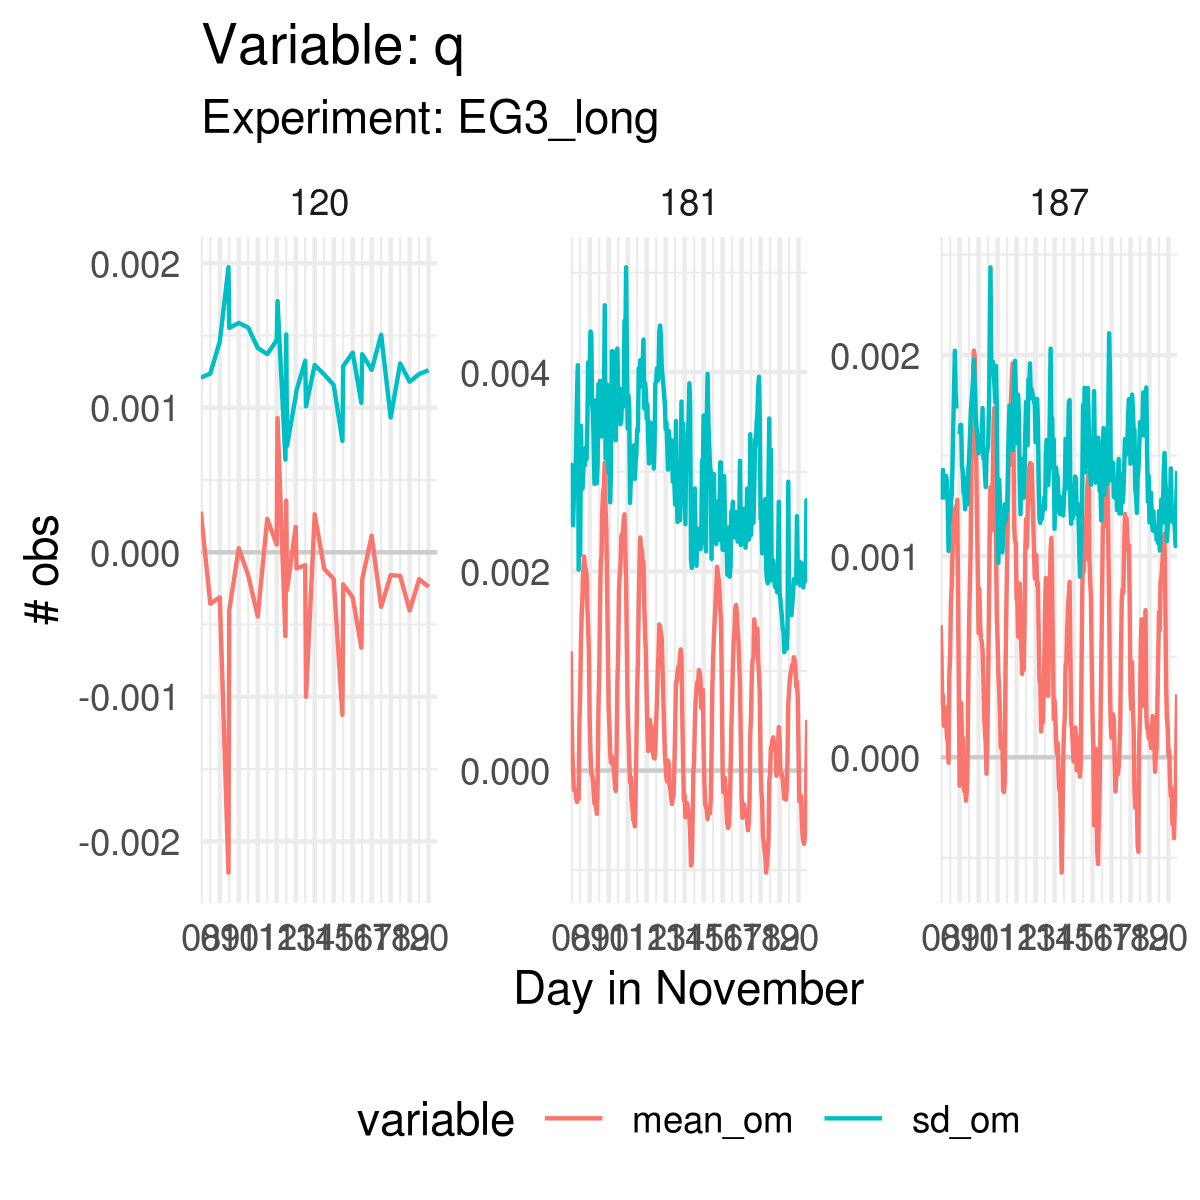 Variable: q
Experiment: EG3_long
120
181
187
0.002
0.001
0.000
-0.001
-0.002
0.004
0.002
0.000
0.002
0.001
0.000
# obs
Day in November
variable
mean_om
sd_om